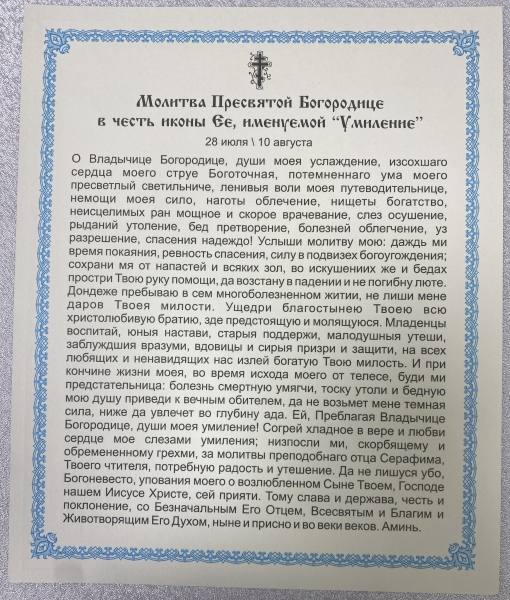 Молитва Пресвятой Богородице
в честь иконы Ее, именуемой “Умиление”
28 июля \ 10 августа
О Владычице Богородице, души моея услаждение, изсохшаго
сердца моего струе Боготочная, потемненнаго ума моего
пресветлый светильниче, ленивыя воли моея путеводительнице,
немощи моея сило, наготы облечение, нищеты богатство,
неисцелимых ран мощное и скорое врачевание, слез осушение,
рыданий утоление, бед претворение, болезней облегчение, уз
разрешение, спасения надеждо! Услыши молитву мою: даждь ми
время покаяния, ревность спасения, силу в подвизех богоугождения;
сохрани мя от напастей и всяких зол, во искушениих же и бедах
простри Твою руку помощи, да возстану в падении и не погибну люте.
Дондеже пребываю в сем многоболезненном житии, не лиши мене
даров Твоея милости. Ущедри благостынею Твоею всю
христолюбивую братию, зде предстоящую и молящуюся. Младенцы
воспитай, юныя настави, старыя поддержи, малодушныя утеши,
заблуждшия вразуми, вдовицы и сирыя призри и защити, на всех
любящих и ненавидящих нас излей богатую Твою милость. И при
кончине жизни моея, во время исхода моего от телесе, буди ми
предстательница: болезнь смертную умягчи, тоску утоли и бедную
мою душу приведи к вечным обителем, да не возьмет мене темная
сила, ниже да увлечет во глубину ада. Ей, Преблагая Владычице
Богородице, души моея умиление! Согрей хладное в вере и любви
сердце мое слезами умиления; низпосли ми, скорбящему и
обремененному грехми, за молитвы преподобнаго отца Серафима,
Твоего чтителя, потребную радость и утешение. Да не лишуся убо,
Богоневесто, упования моего о возлюбленном Сыне Твоем, Господе
нашем Иисусе Христе, сей прияти. Тому слава и держава, честь и
поклонение, со Безначальным Его Отцем, Всесвятым и Благим и
Животворящим Его Духом, ныне и присно и во веки веков. Аминь.